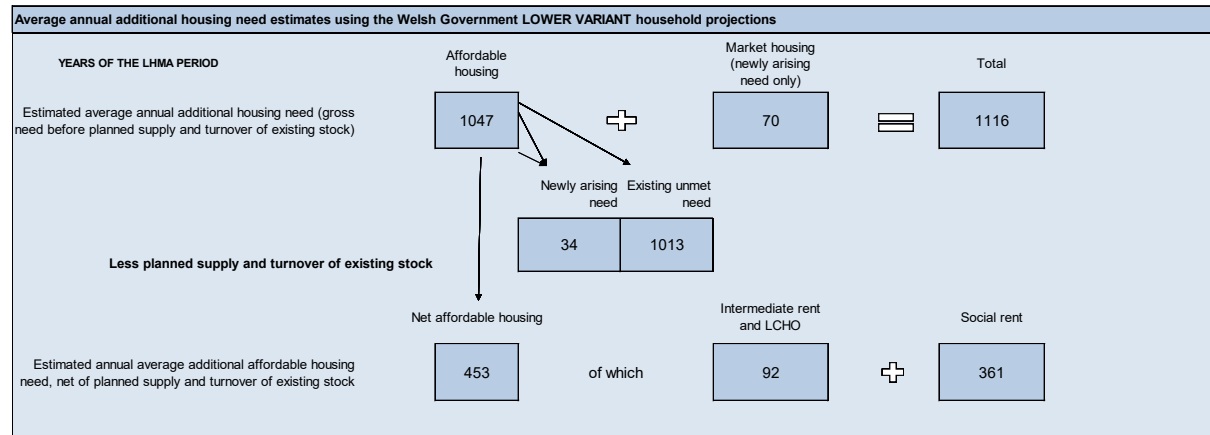 Average annual additional housing need estimates using the Welsh Government LOWER VARIANT household projections
YEARS OF THE LHMA PERIOD
Affordable
housing
Market housing
(newly arising
need only)
Total
Estimated average annual additional housing need (gross
need before planned supply and turnover of existing stock)
1047
70
1116
Newly arising
need
Existing unmet
need
34
1013
Less planned supply and turnover of existing stock
Net affordable housing
Intermediate rent
and LCHO
Social rent
Estimated annual average additional affordable housing
need, net of planned supply and turnover of existing stock
453
of which
92
361